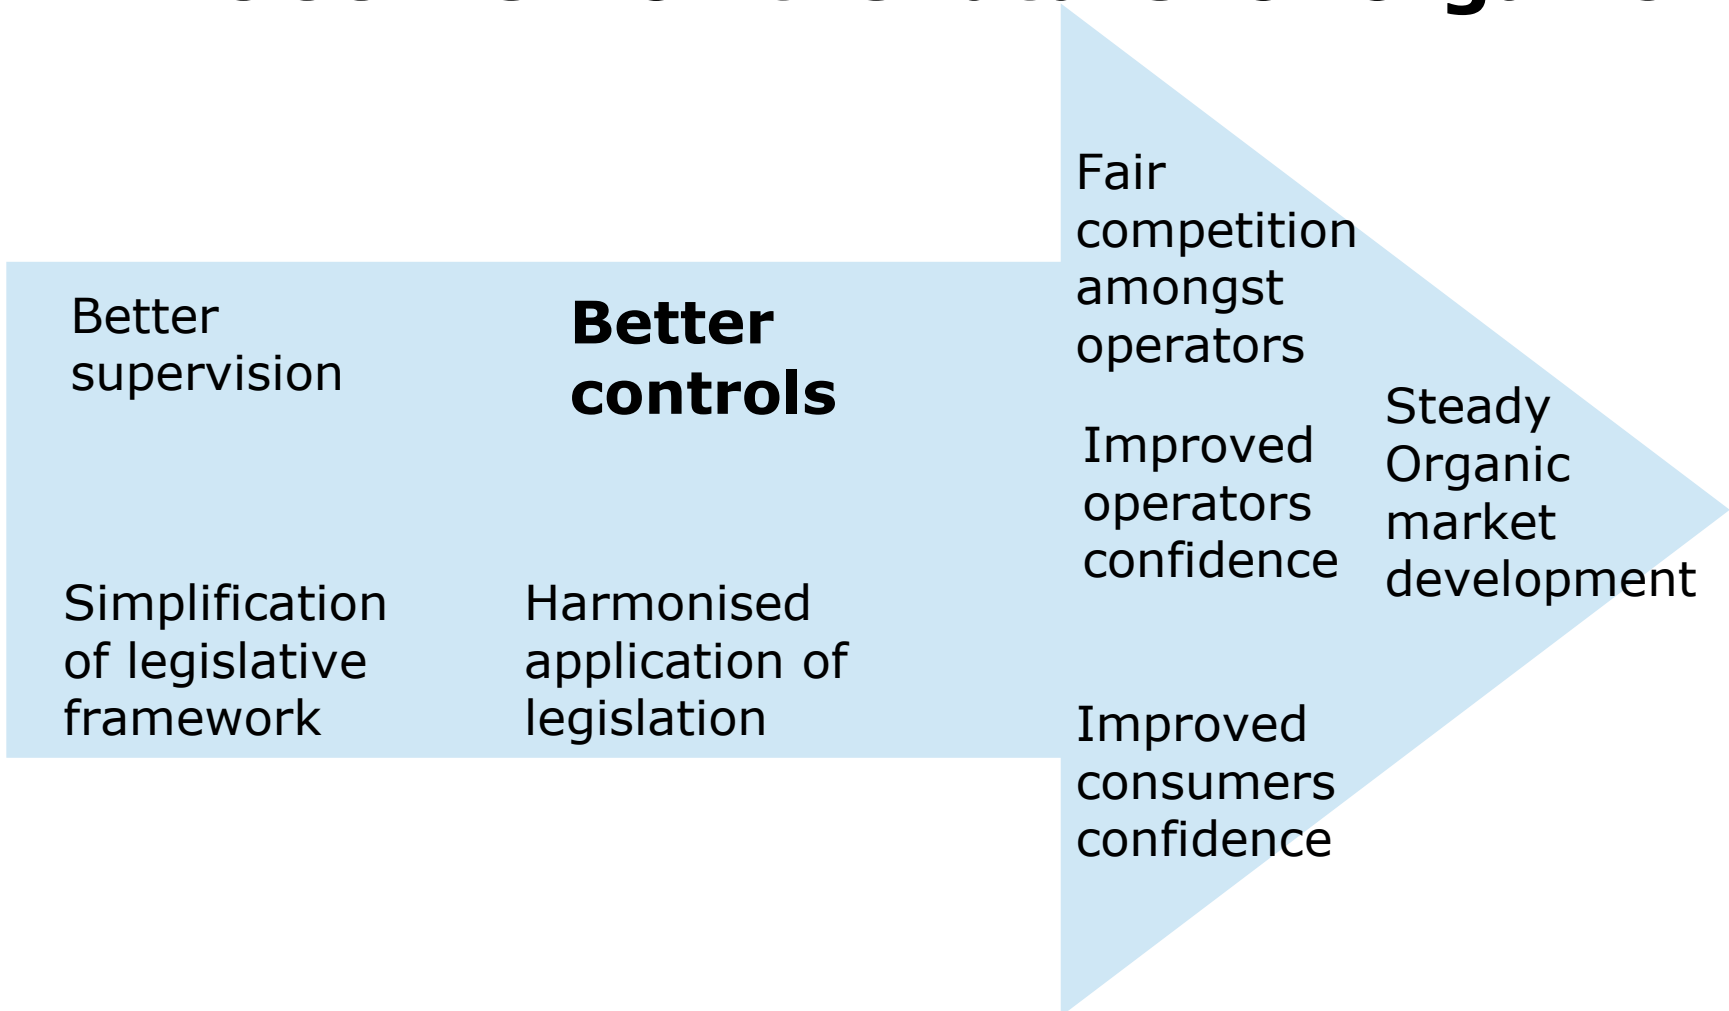 Better
supervision
Better
controls
Simplification
of legislative
framework
Harmonised
application of
legislation
Fair
competition
amongst
operators
Improved
operators
confidence
Improved
consumers
confidence
Steady
Organic
market
development